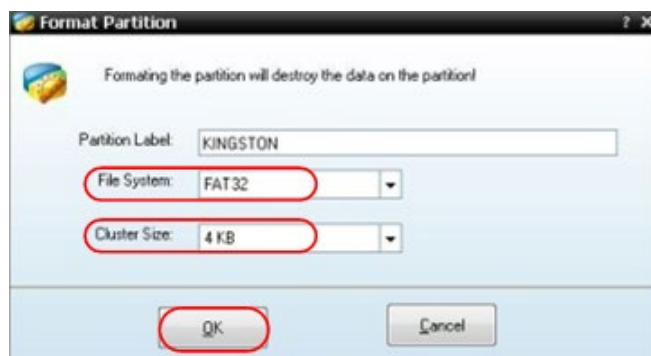 Format Partition
? X
Formating the partition will destroy the data on the partition!
Partition Label: KINGSTON
File System: FAT32
Cluster Size: 4 KB
OK
Cancel